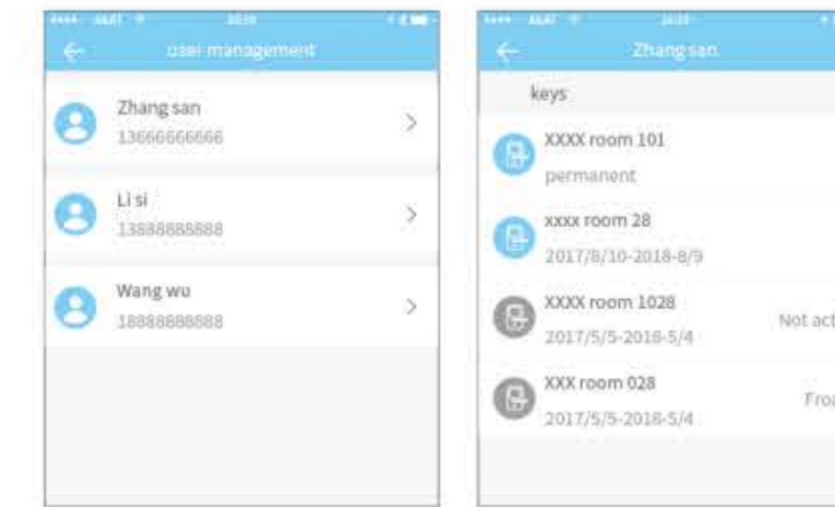 user management
Zhang san
13666666666
Li si
13888888888
Wang wu
18888888888
Zhang san
keys
XXXX room 101
permanent
xxxx room 28
2017/8/10-2018-8/9
XXXX room 1028
2017/5/5-2018-5/4
Not act
XXX room 028
2017/5/5-2018-5/4
Froz